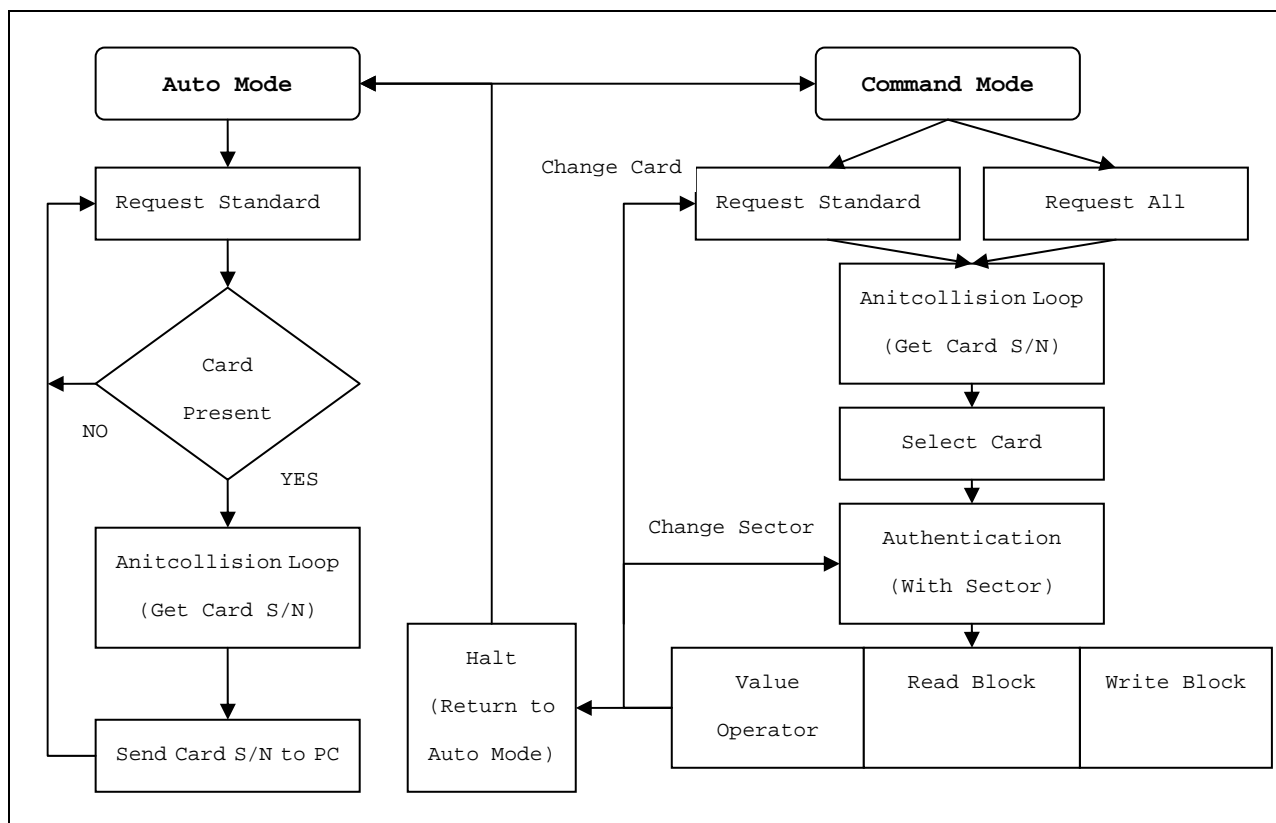 Auto Mode
Command Mode
Change Card
Request Standard
Request Standard
Request All
Card
Present
NO
YES
Anitcollision Loop
(Get Card S/N)
Select Card
Change Sector
Anitcollision Loop
(Get Card S/N)
Authentication
(With Sector)
Halt
(Return to
Auto Mode)
Value
Operator
Read Block
Write Block
Send Card S/N to PC